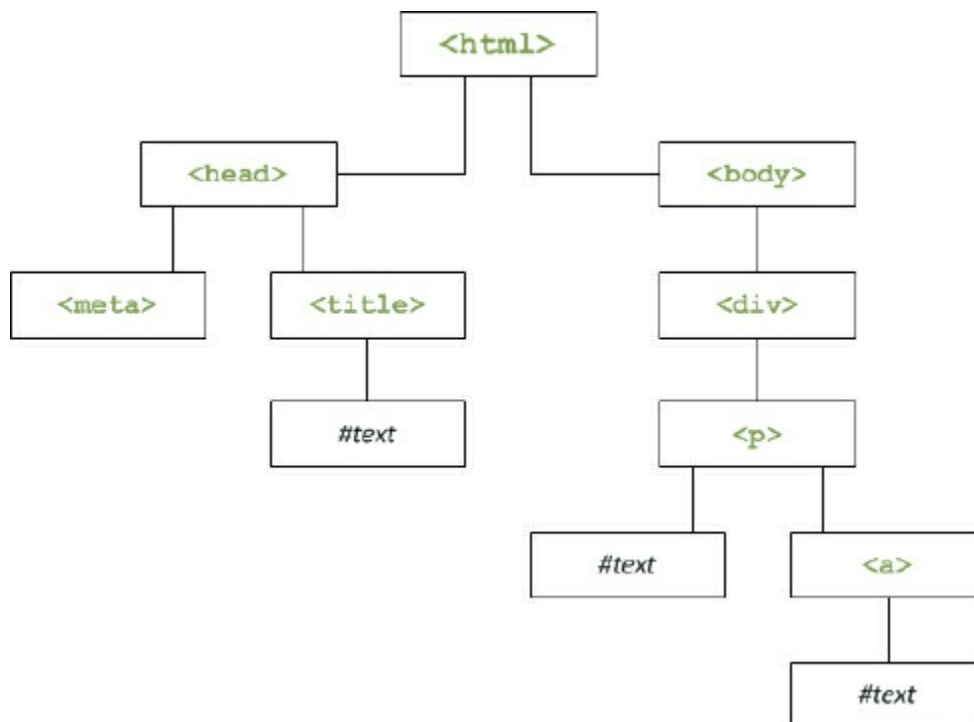 <html>
<head>
<body>
<meta>
<title>
<div>
#text
<p>
#text
<a>
#text